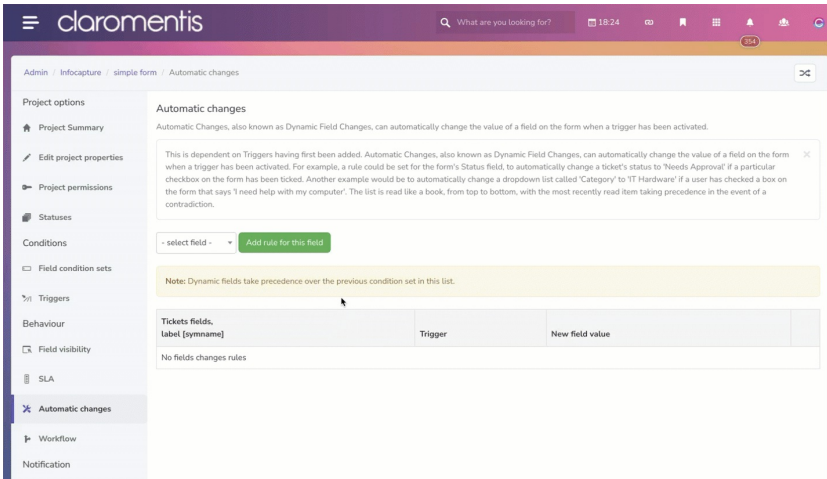 claromentis
What are you looking for?
18:24
354
Admin / Infocapture / simple form / Automatic changes
Project options
Project Summary
Edit project properties
Project permissions
Statuses
Conditions
Field condition sets
Triggers
Behaviour
Field visibility
SLA
Automatic changes
Workflow
Notification
Automatic changes
Automatic Changes, also known as Dynamic Field Changes, can automatically change the value of a field on the form when a trigger has been activated.
This is dependent on Triggers having first been added. Automatic Changes, also known as Dynamic Field Changes, can automatically change the value of a field on the form
when a trigger has been activated. For example, a rule could be set for the form's Status field, to automatically change a ticket's status to 'Needs Approval' if a particular
checkbox on the form has been ticked. Another example would be to automatically change a dropdown list called 'Category' to 'IT Hardware' if a user has checked a box on
the form that says 'I need help with my computer'. The list is read like a book, from top to bottom, with the most recently read item taking precedence in the event of a
contradiction.
- select field -
Add rule for this field
Note: Dynamic fields take precedence over the previous condition set in this list.
Tickets fields,
label [symname]
Trigger
New field value
No fields changes rules